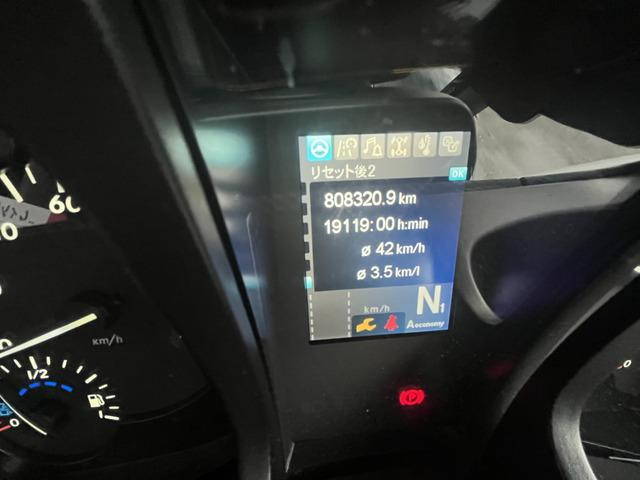 リセット後2
OK
808320.9 km
19119:00 h:min
ø 42 km/h
ø 3.5 km/l
km/h
N1
A economy
60
km/h
1/2
P